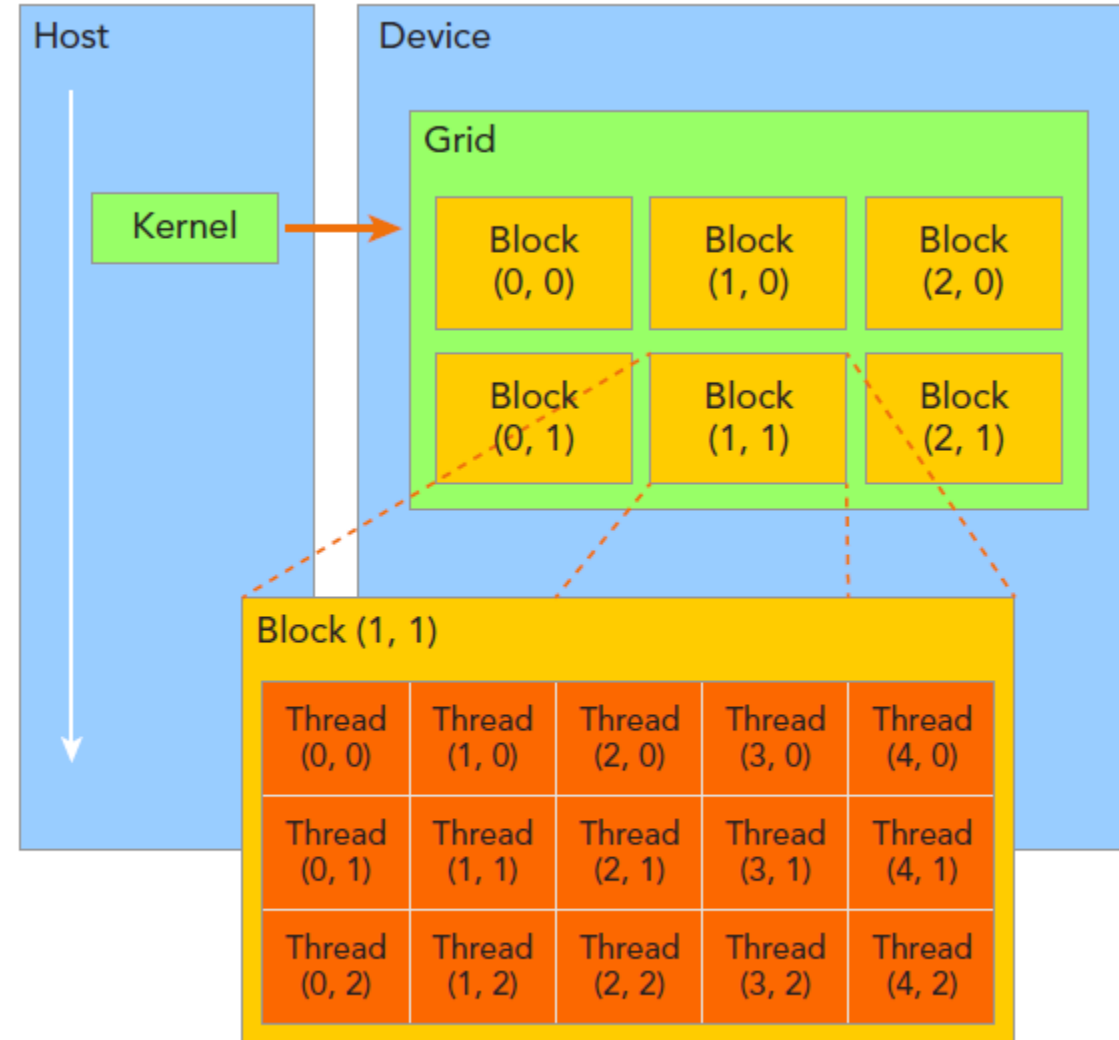 Host
Device
Grid
Kernel
Block
(0, 0)
Block
(1, 0)
Block
(2, 0)
Block
(0, 1)
Block
(1, 1)
Block
(2, 1)
Block (1, 1)
Thread
(0, 0)
Thread
(1, 0)
Thread
(2, 0)
Thread
(3, 0)
Thread
(4, 0)
Thread
(0, 1)
Thread
(1, 1)
Thread
(2, 1)
Thread
(3, 1)
Thread
(4, 1)
Thread
(0, 2)
Thread
(1, 2)
Thread
(2, 2)
Thread
(3, 2)
Thread
(4, 2)